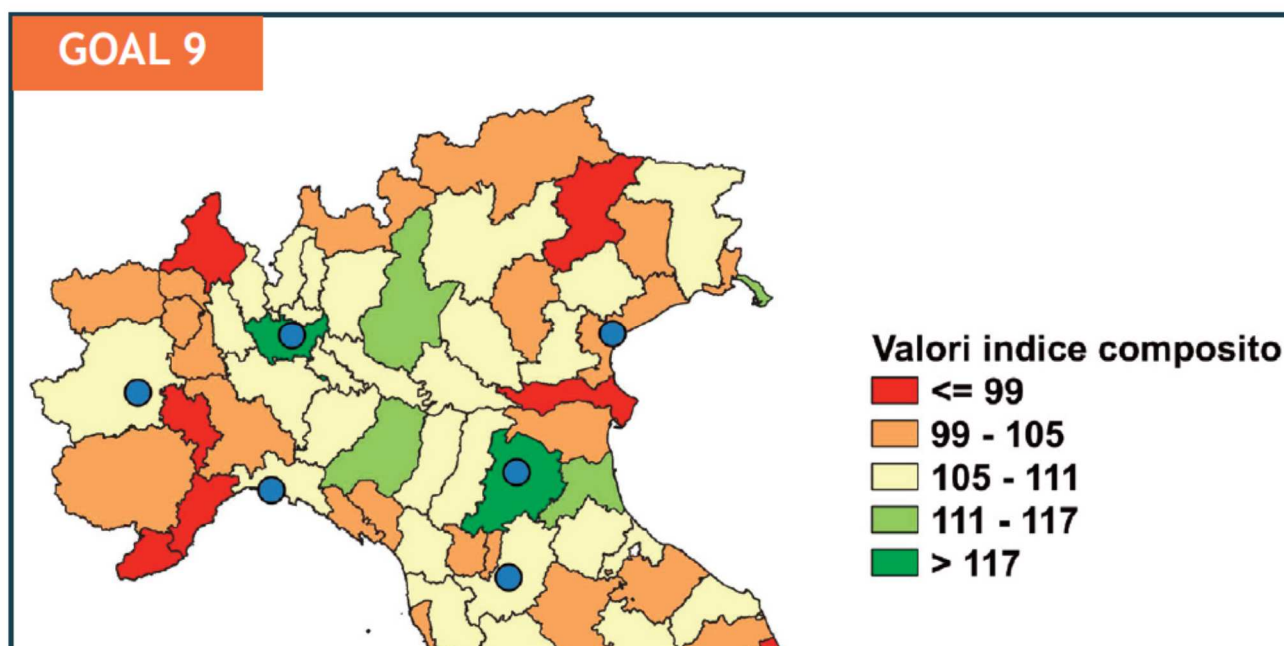 GOAL 9
Valori indice composito
<= 99
99 - 105
105 - 111
111 - 117
> 117